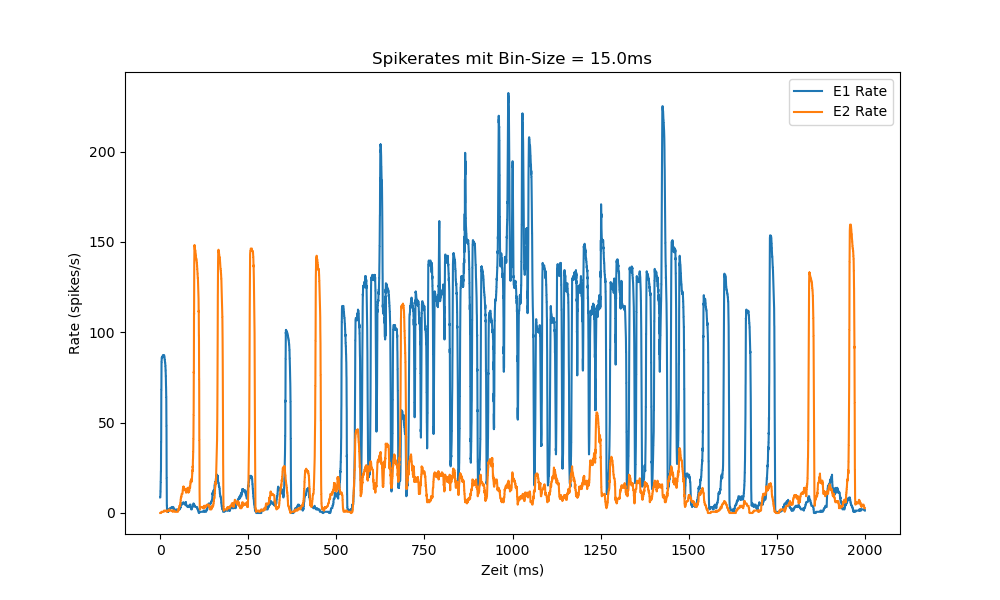 Spikerates mit Bin-Size = 15.0ms
E1 Rate
E2 Rate
Rate (spikes/s)
200
150
100
50
0
0 250 500 750 1000 1250 1500 1750 2000
Zeit (ms)